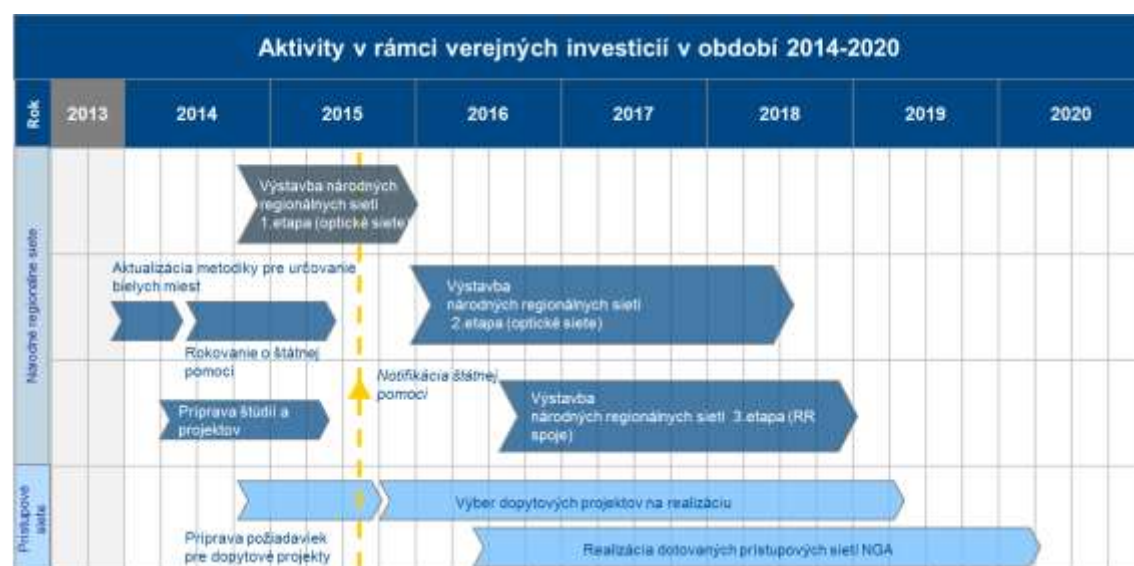 Aktivity v rámci verejných investicií v období 2014-2020
Rok
2013
2014
2015
2016
2017
2018
2019
2020
Národné regionálne siete
Výstavba národných
regionálnych sietí
1.etapa (optické siete)
Aktualizácia metodiky pre určovanie
bielych miest
Výstavba
národných regionálnych sietí
2.etapa (optické siete)
Rokovanie o štátnej
pomoci
Notifikácia štátnej
pomoci
Príprava štúdií a
projektov
Výstavba
národných regionálnych sietí 3.etapa (RR
spoje)
Prístupové
siete
Výber dopytových projektov na realizáciu
Príprava požiadaviek
pre dopytové projekty
Realizácia dotovaných prístupových sietí NGA